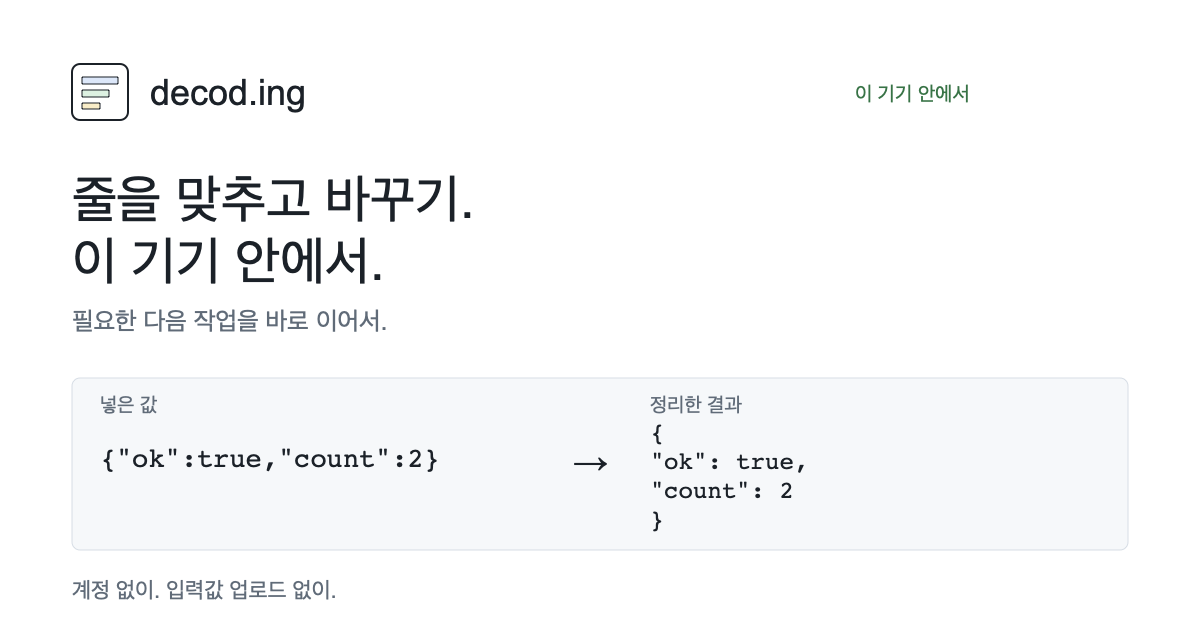 decod.ing
이 기기 안에서
줄을 맞추고 바꾸기.
이 기기 안에서.
필요한 다음 작업을 바로 이어서.
넣은 값
{"ok":true,"count":2}
→
정리한 결과
{
"ok": true,
"count": 2
}
계정 없이. 입력값 업로드 없이.